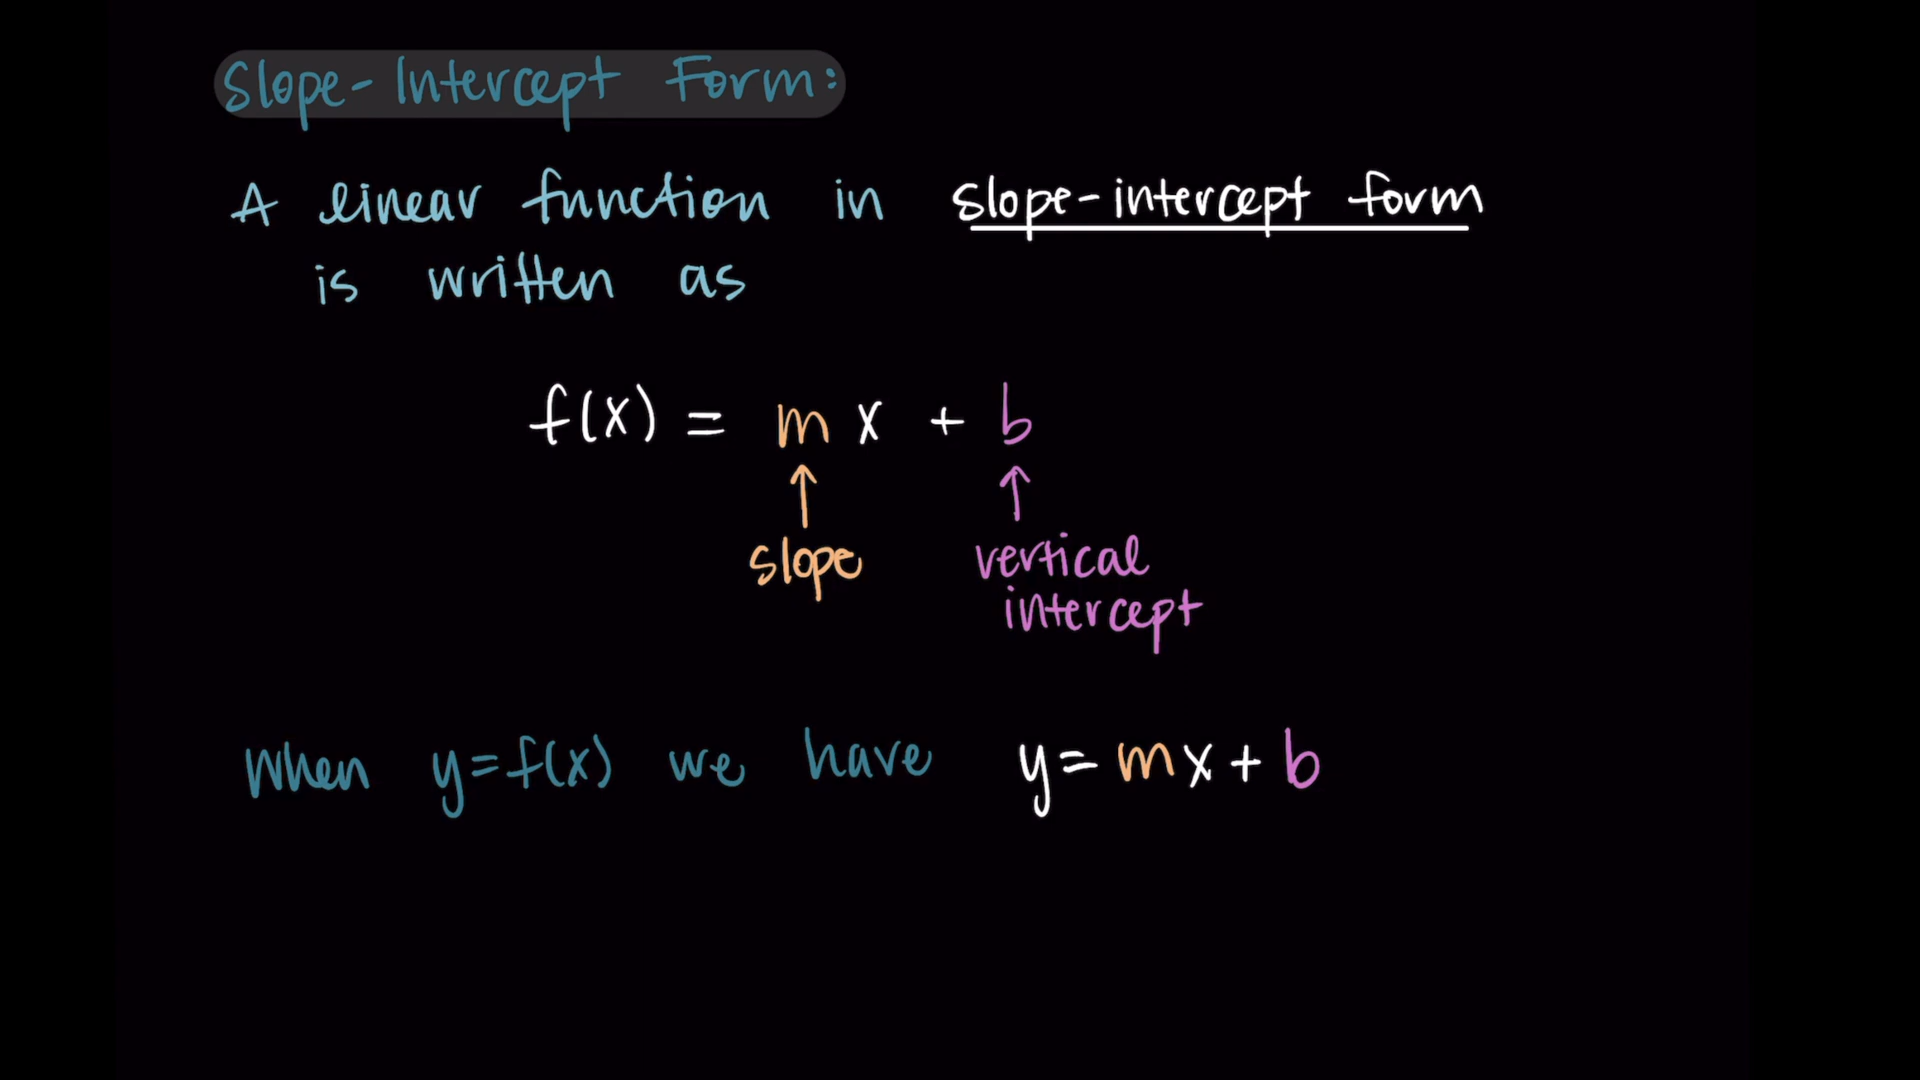 Slope-Intercept Form:
A linear function in slope-intercept form
is written as
f(x) = mx + b
↑ ↑
slope vertical
intercept
When y=f(x) we have y=mx+b